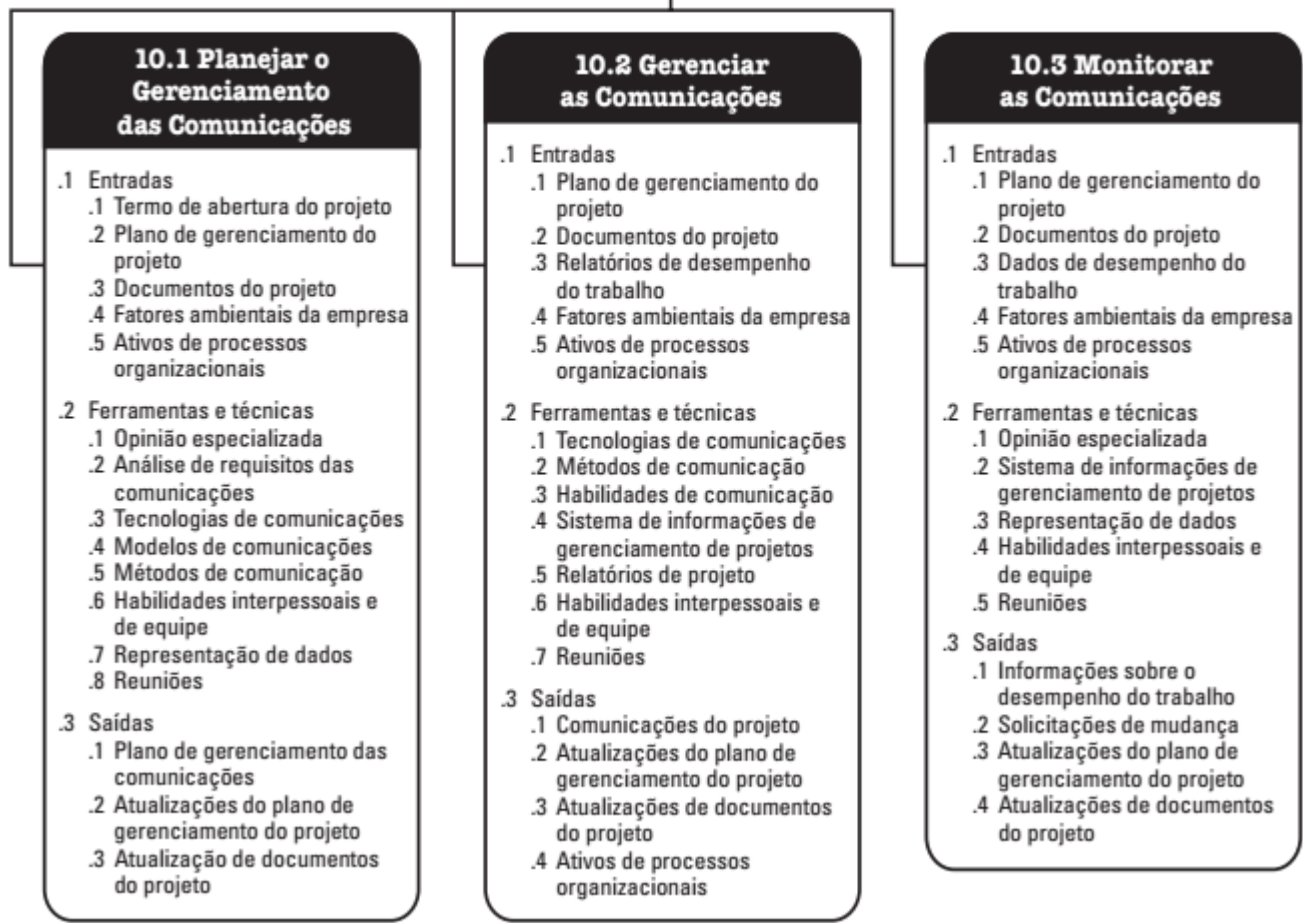 10.1 Planejar o
Gerenciamento
das Comunicações
.1 Entradas
.1 Termo de abertura do projeto
.2 Plano de gerenciamento do
projeto
.3 Documentos do projeto
.4 Fatores ambientais da empresa
.5 Ativos de processos
organizacionais
.2 Ferramentas e técnicas
.1 Opinião especializada
.2 Análise de requisitos das
comunicações
.3 Tecnologias de comunicações
.4 Modelos de comunicações
.5 Métodos de comunicação
.6 Habilidades interpessoais e
de equipe
.7 Representação de dados
.8 Reuniões
.3 Saídas
.1 Plano de gerenciamento das
comunicações
.2 Atualizações do plano de
gerenciamento do projeto
.3 Atualização de documentos
do projeto
10.2 Gerenciar
as Comunicações
.1 Entradas
.1 Plano de gerenciamento do
projeto
.2 Documentos do projeto
.3 Relatórios de desempenho
do trabalho
.4 Fatores ambientais da empresa
.5 Ativos de processos
organizacionais
.2 Ferramentas e técnicas
.1 Tecnologias de comunicações
.2 Métodos de comunicação
.3 Habilidades de comunicação
.4 Sistema de informações de
gerenciamento de projetos
.5 Relatórios de projeto
.6 Habilidades interpessoais e
de equipe
.7 Reuniões
.3 Saídas
.1 Comunicações do projeto
.2 Atualizações do plano de
gerenciamento do projeto
.3 Atualizações de documentos
do projeto
.4 Ativos de processos
organizacionais
10.3 Monitorar
as Comunicações
.1 Entradas
.1 Plano de gerenciamento do
projeto
.2 Documentos do projeto
.3 Dados de desempenho do
trabalho
.4 Fatores ambientais da empresa
.5 Ativos de processos
organizacionais
.2 Ferramentas e técnicas
.1 Opinião especializada
.2 Sistema de informações de
gerenciamento de projetos
.3 Representação de dados
.4 Habilidades interpessoais e
de equipe
.5 Reuniões
.3 Saídas
.1 Informações sobre o
desempenho do trabalho
.2 Solicitações de mudança
.3 Atualizações do plano de
gerenciamento do projeto
.4 Atualizações de documentos
do projeto